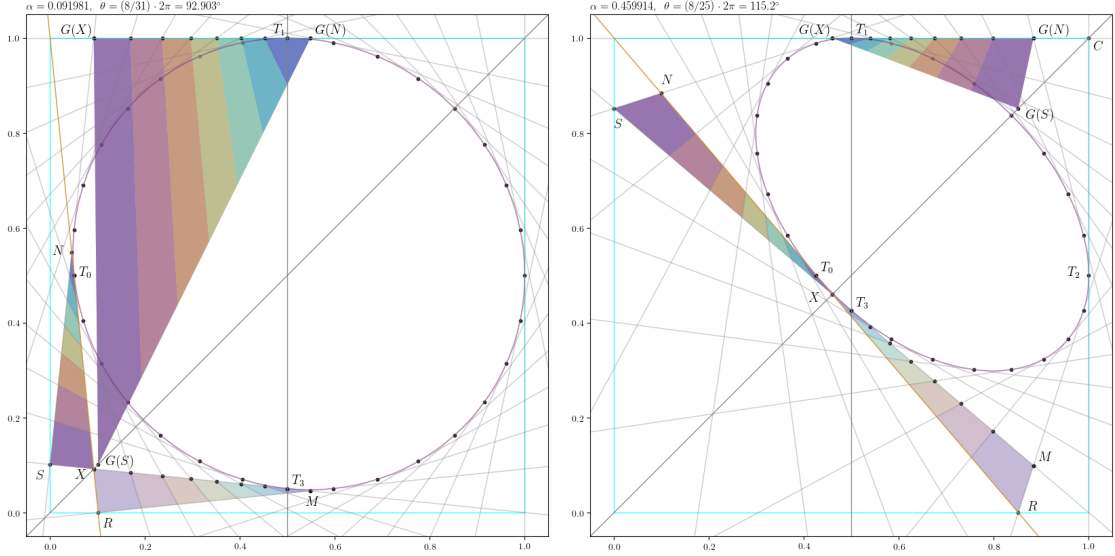 α = 0.091981, θ = (8/31) · 2π = 92.903°
G(X)
T₁
G(N)
1.0
0.8
0.6
N
T₀
0.4
0.2
S
X
G(S)
T₃
M
R
0.0
0.0
0.2
0.4
0.6
0.8
1.0
α = 0.459914, θ = (8/25) · 2π = 115.2°
G(X)
T₁
G(N)
C
1.0
N
S
G(S)
0.8
0.6
T₀
T₂
X
T₃
0.4
0.2
M
R
0.0
0.0
0.2
0.4
0.6
0.8
1.0